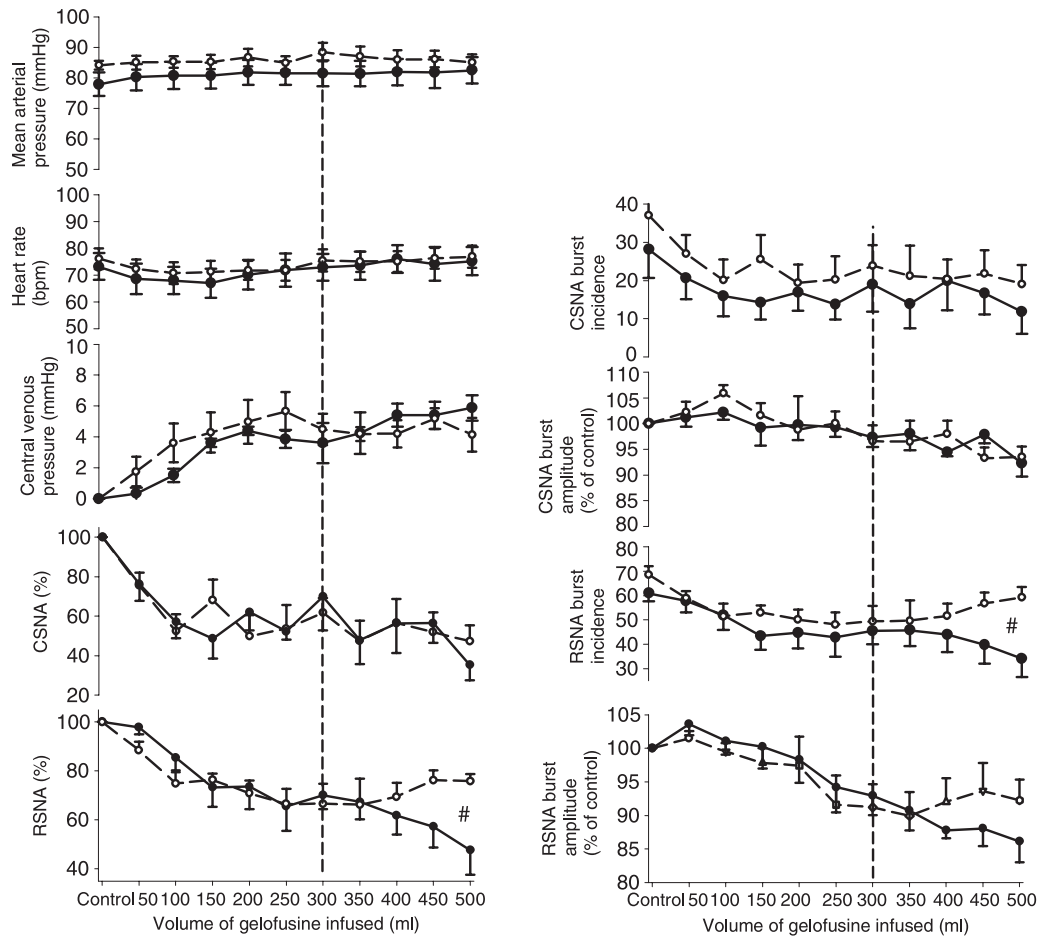 Mean arterial
pressure (mmHg)
100
90
80
70
60
50
Heart rate
(bpm)
100
90
80
70
60
50
Central venous
pressure (mmHg)
10
8
6
4
2
0
CSNA (%)
100
80
60
40
20
RSNA (%)
100
80
60
40
#
Control 50 100 150 200 250 300 350 400 450 500
Volume of gelofusine infused (ml)
CSNA burst
incidence
40
30
20
10
0
CSNA burst
amplitude
(% of control)
110
105
100
95
90
85
80
RSNA burst
incidence
80
70
60
50
40
30
#
RSNA burst
amplitude
(% of control)
105
100
95
90
85
80
Control 50 100 150 200 250 300 350 400 450 500
Volume of gelofusine infused (ml)